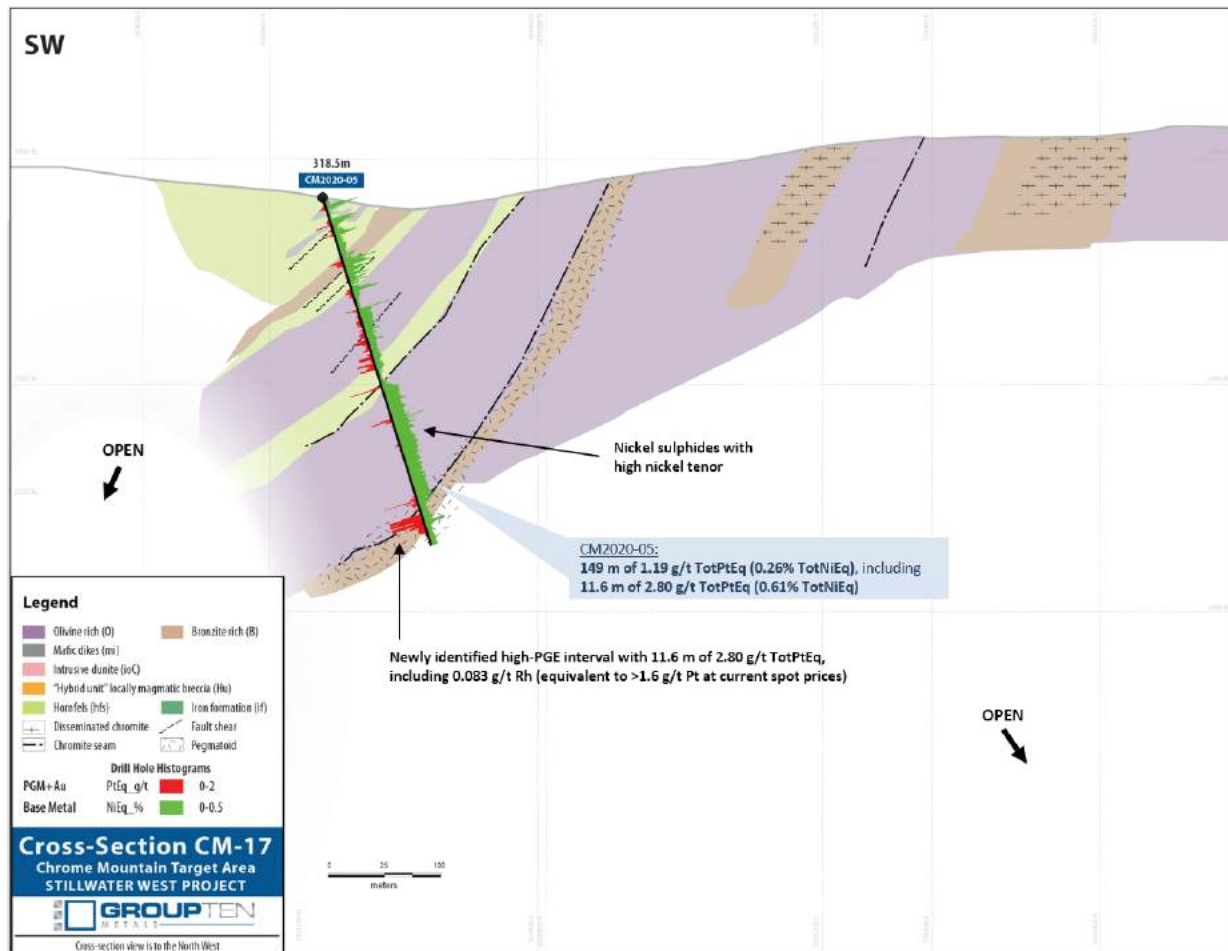 SW
318.5m
CM2020-05
OPEN
Nickel sulphides with
high nickel tenor
CM2020-05:
149 m of 1.19 g/t TotPtEq (0.26% TotNiEq), including
11.6 m of 2.80 g/t TotPtEq (0.61% TotNiEq)
Newly identified high-PGE interval with 11.6 m of 2.80 g/t TotPtEq,
including 0.083 g/t Rh (equivalent to >1.6 g/t Pt at current spot prices)
OPEN
Legend
Olivine rich (O) Bronzite rich (B)
Mafic dikes (mi)
Intrusive dunite (ioC)
"Hybrid unit" locally magmatic breccia (Hu)
Hornfels (hfs) Iron formation (if)
Disseminated chromite Fault shear
Chromite seam Pegmatoid
Drill Hole Histograms
PGM+Au PtEq_g/t 0-2
Base Metal NiEq_% 0-0.5
Cross-Section CM-17
Chrome Mountain Target Area
STILLWATER WEST PROJECT
GROUP TEN
METALS
Cross-section view is to the North West
0 25 100
meters